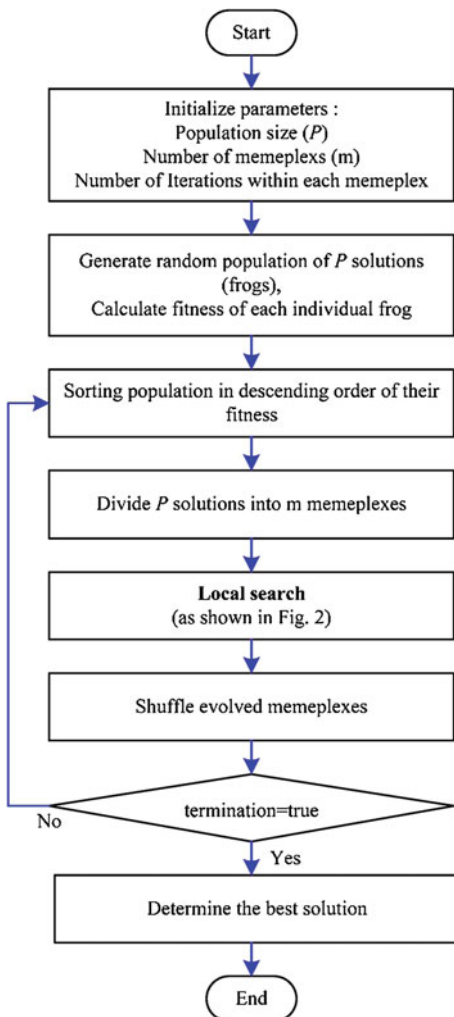 Start
Initialize parameters :
Population size (P)
Number of memeplexs (m)
Number of Iterations within each memeplex
Generate random population of P solutions
(frogs),
Calculate fitness of each individual frog
Sorting population in descending order of their
fitness
Divide P solutions into m memeplexes
Local search
(as shown in Fig. 2)
Shuffle evolved memeplexes
termination=true
No
Yes
Determine the best solution
End